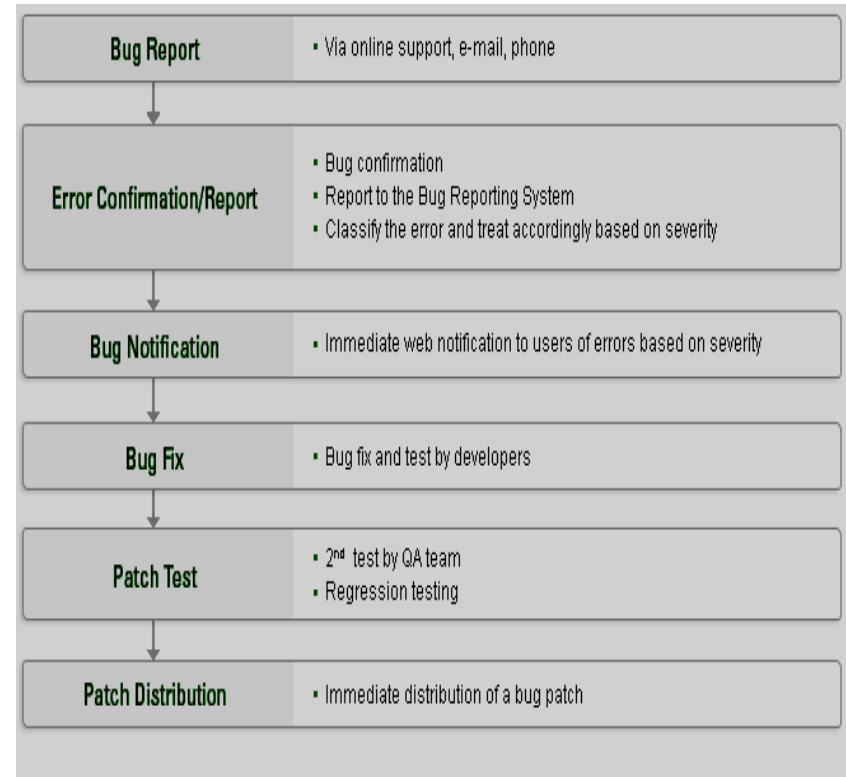 Bug Report
▪ Via online support, e-mail, phone
Error Confirmation/Report
▪ Bug confirmation
▪ Report to the Bug Reporting System
▪ Classify the error and treat accordingly based on severity
Bug Notification
▪ Immediate web notification to users of errors based on severity
Bug Fix
▪ Bug fix and test by developers
Patch Test
▪ 2nd test by QA team
▪ Regression testing
Patch Distribution
▪ Immediate distribution of a bug patch